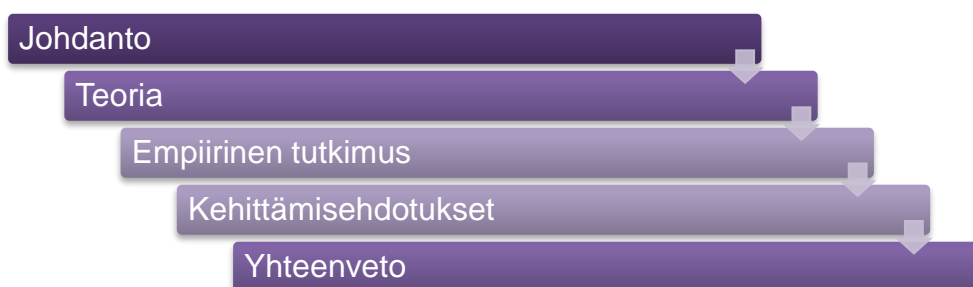 Johdanto
Teoria
Empiirinen tutkimus
Kehittämisehdotukset
Yhteenveto